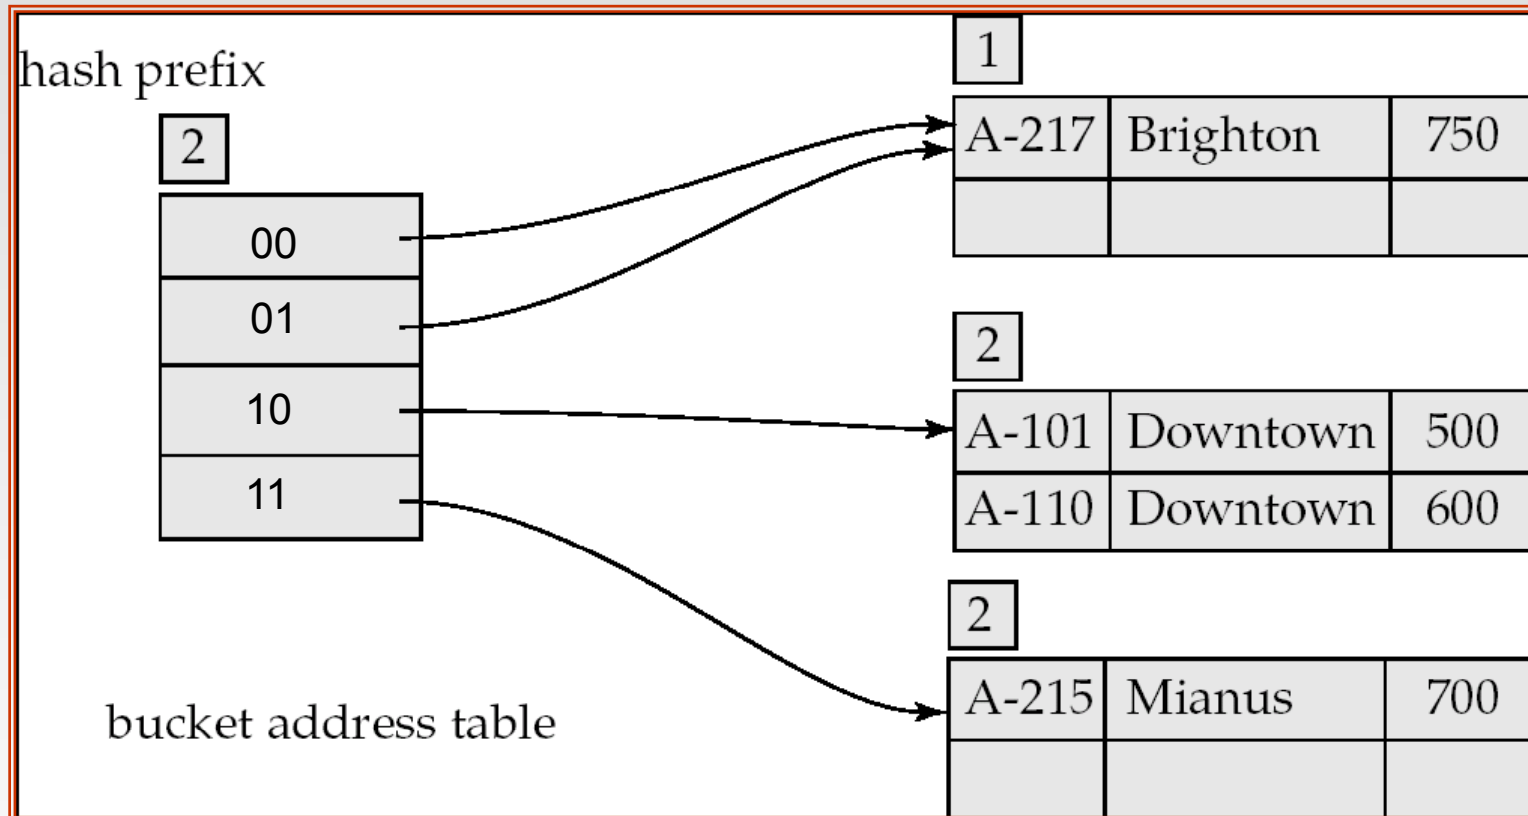 hash prefix
2
00
01
10
11
bucket address table
1
A-217 Brighton 750
2
A-101 Downtown 500
A-110 Downtown 600
2
A-215 Mianus 700